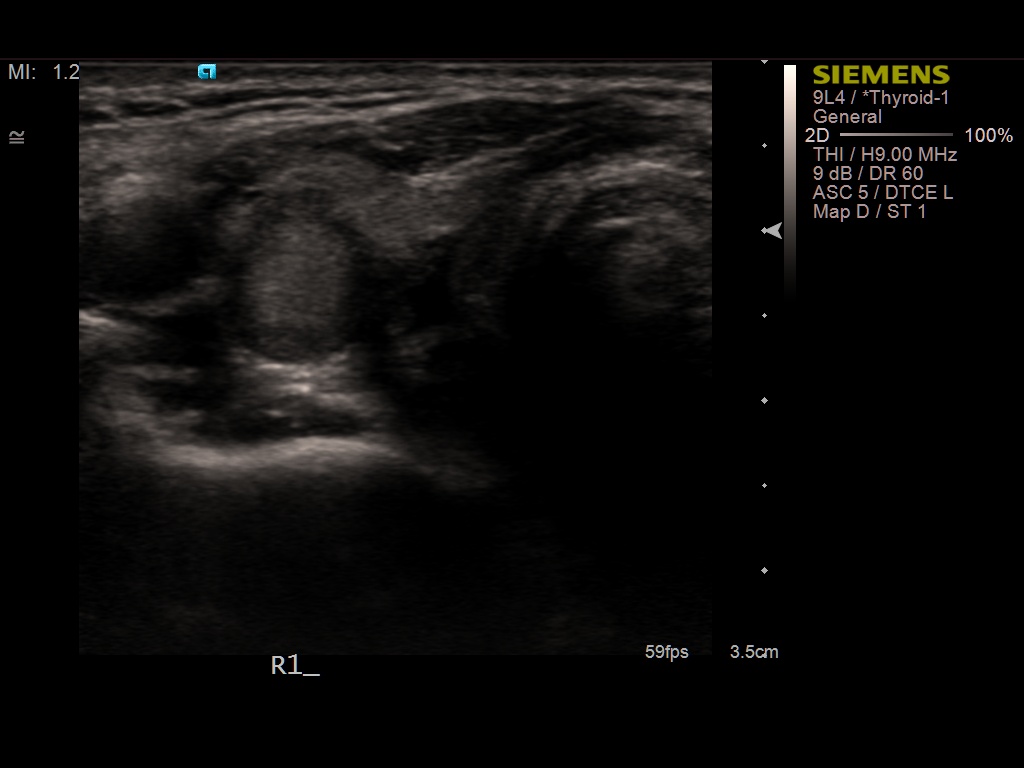 MI: 1.2
SIEMENS
9L4 / *Thyroid-1
General
2D 100%
THI / H9.00 MHz
9 dB / DR 60
ASC 5 / DTCE L
Map D / ST 1
59fps 3.5cm
R1_